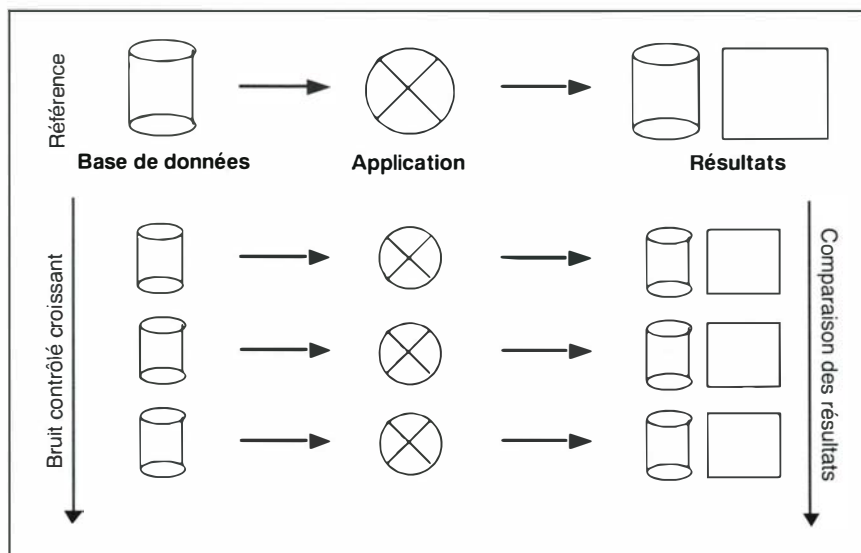 Référence
Base de données
Application
Résultats
Bruit contrôlé croissant
Comparaison des résultats